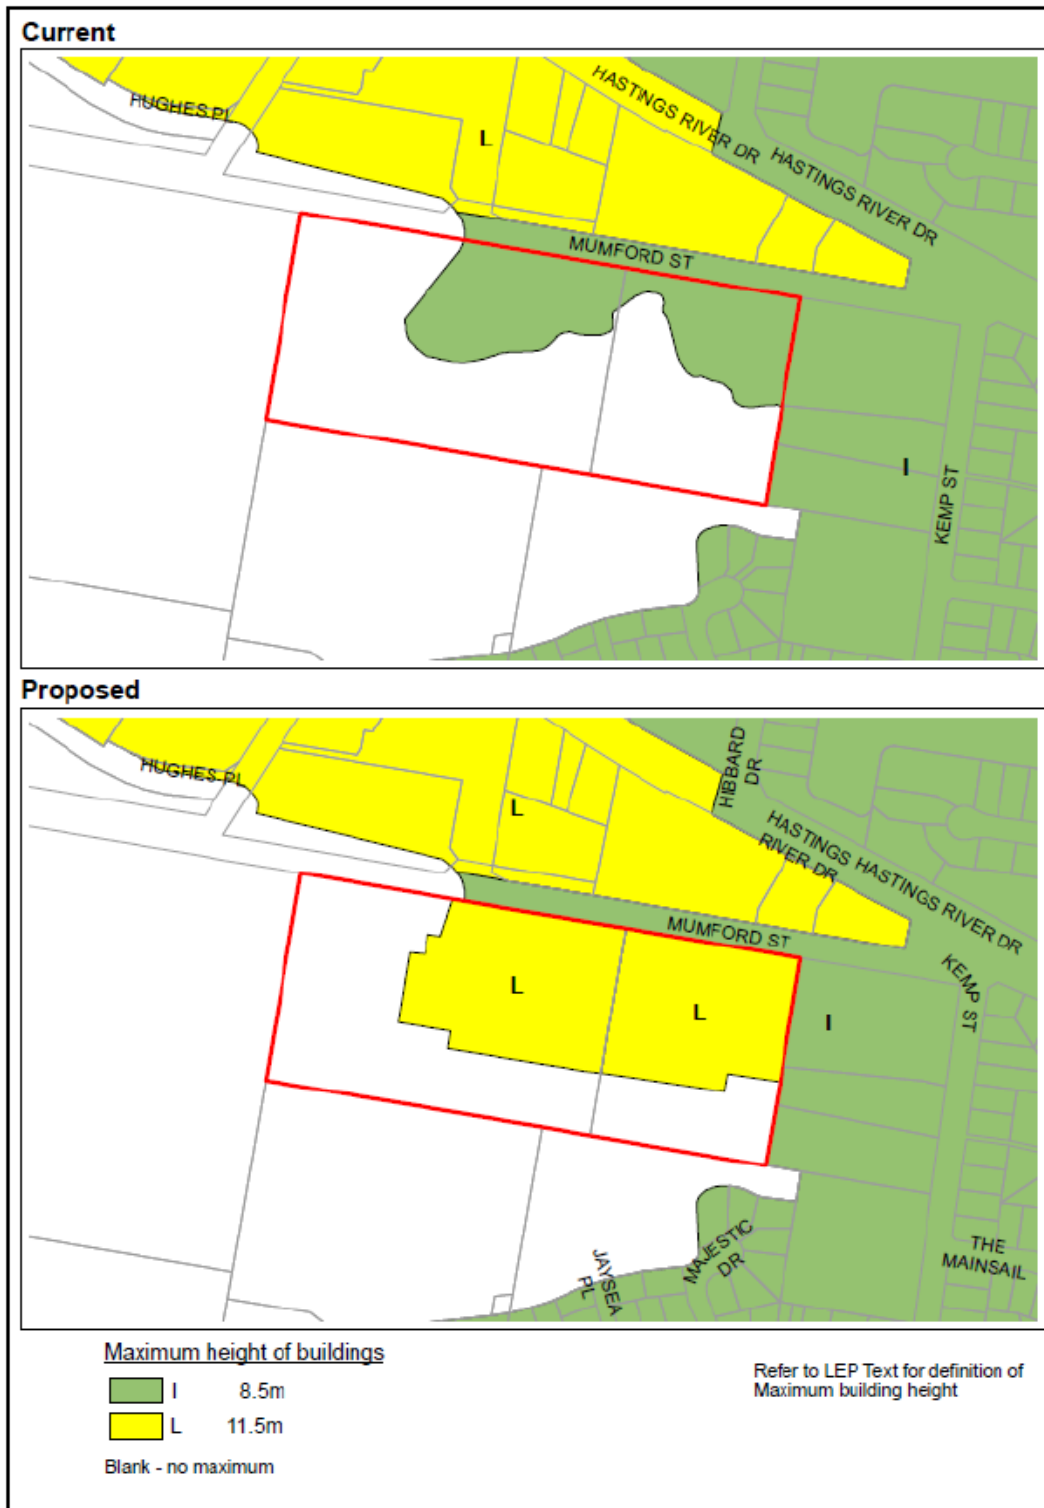 Current
HUGHES PL
L
HASTINGS RIVER DR
HASTINGS RIVER DR
MUMFORD ST
I
KEMP ST
Proposed
HUGHES PL
L
HIBBARD
DR
HASTINGS
RIVER DR
HASTINGS RIVER DR
MUMFORD ST
KEMP
ST
L
L
I
THE
MAINSAIL
MAJESTIC
DR
JAYSEA
PL
Maximum height of buildings
I 8.5m
L 11.5m
Blank - no maximum
Refer to LEP Text for definition of
Maximum building height